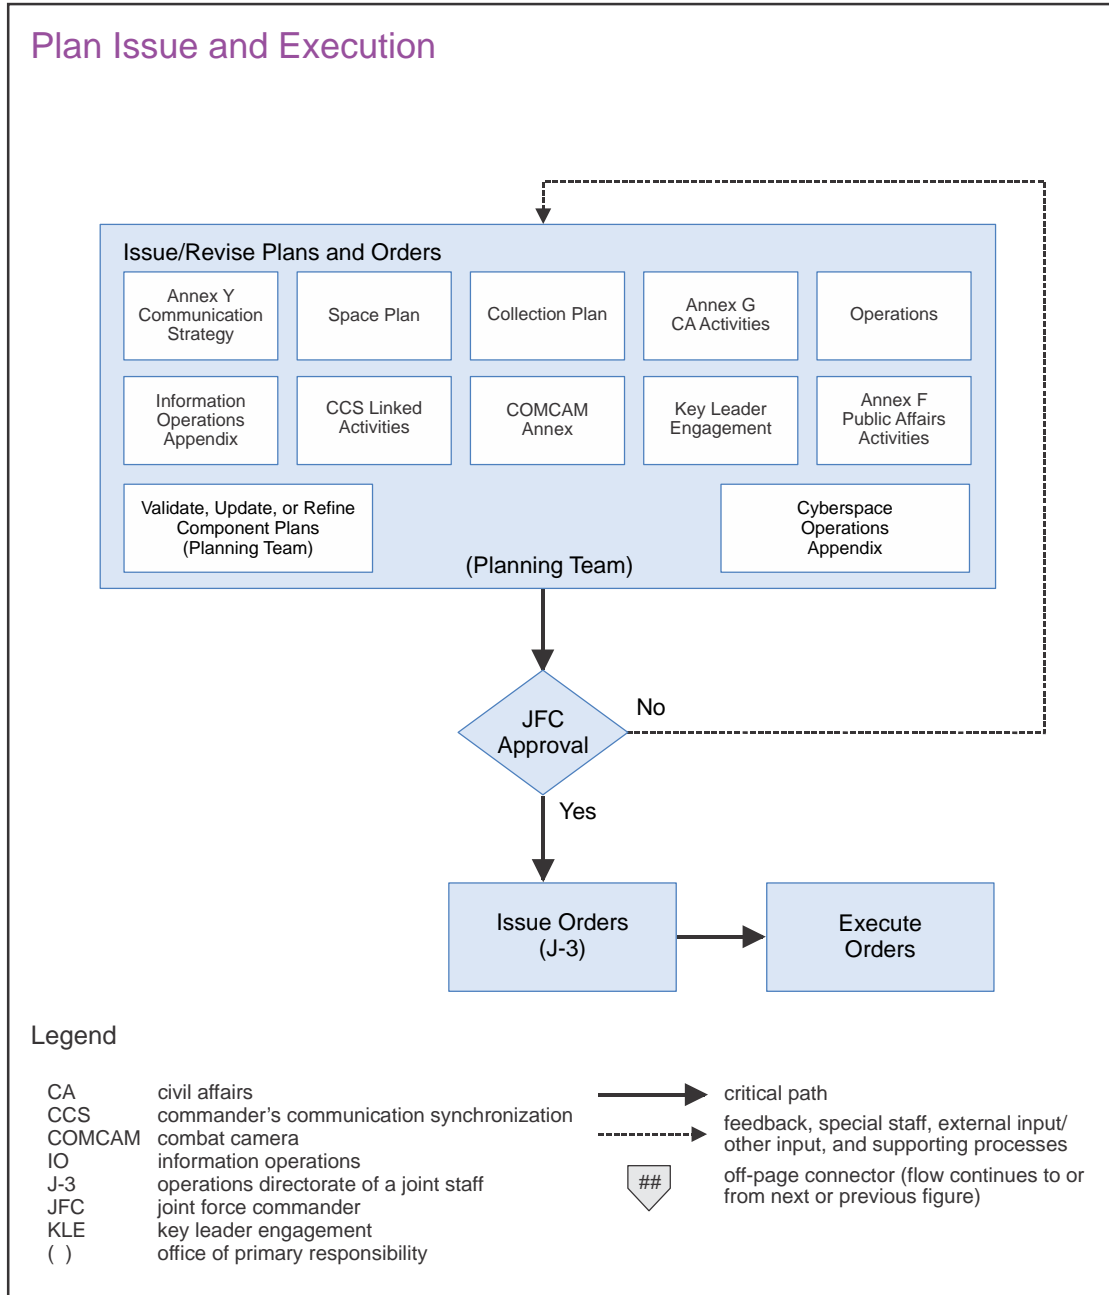 Plan Issue and Execution
Issue/Revise Plans and Orders
Annex Y
Communication
Strategy
Space Plan
Collection Plan
Annex G
CA Activities
Operations
Information
Operations
Appendix
CCS Linked
Activities
COMCAM
Annex
Key Leader
Engagement
Annex F
Public Affairs
Activities
Validate, Update, or Refine
Component Plans
(Planning Team)
(Planning Team)
Cyberspace
Operations
Appendix
JFC
Approval
No
Yes
Issue Orders
(J-3)
Execute
Orders
Legend
CA civil affairs
CCS commander’s communication synchronization
COMCAM combat camera
IO information operations
J-3 operations directorate of a joint staff
JFC joint force commander
KLE key leader engagement
( ) office of primary responsibility
critical path
feedback, special staff, external input/
other input, and supporting processes
## off-page connector (flow continues to or
from next or previous figure)